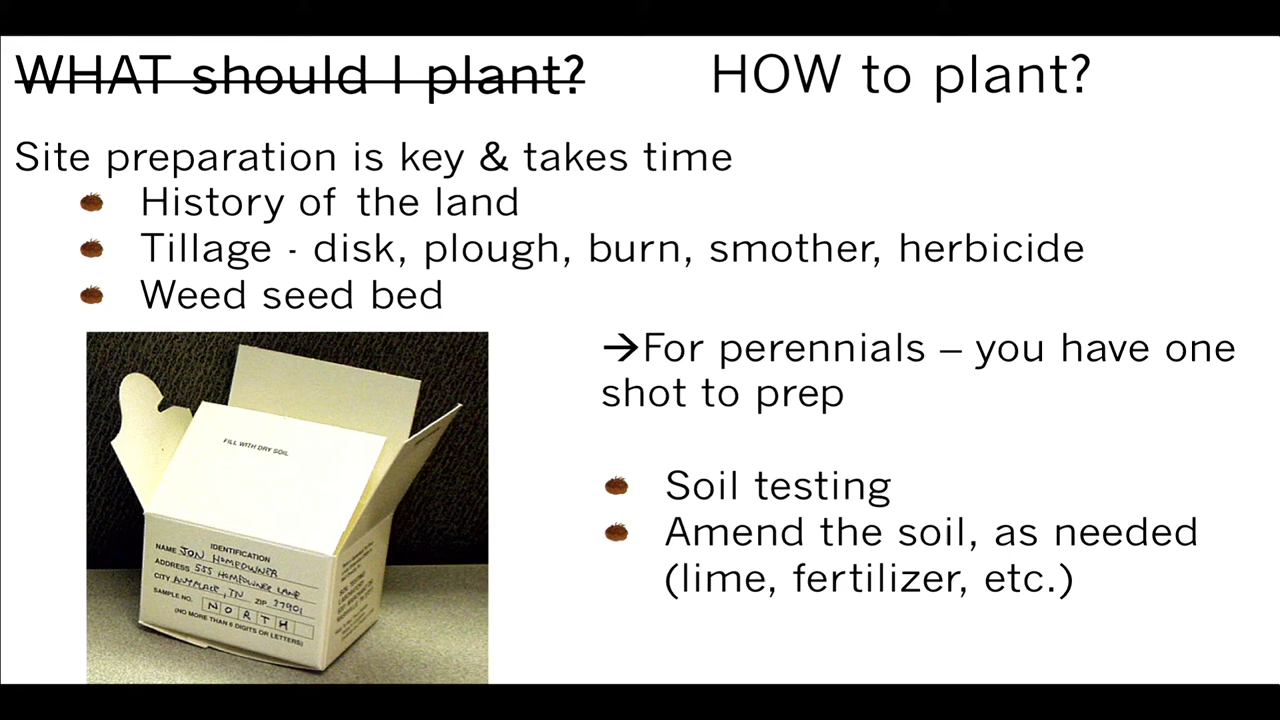 WHAT should I plant? HOW to plant?
Site preparation is key & takes time
History of the land
Tillage - disk, plough, burn, smother, herbicide
Weed seed bed
→For perennials – you have one
shot to prep
Soil testing
Amend the soil, as needed
(lime, fertilizer, etc.)
FILL WITH DRY SOIL
IDENTIFICATION
NAME JON HOMEOWNER
ADDRESS 555 HOMEOWNER LANE
CITY ANYPLACE, TN ZIP 37901
SAMPLE NO. NORTH
(NO MORE THAN 6 DIGITS OR LETTERS)